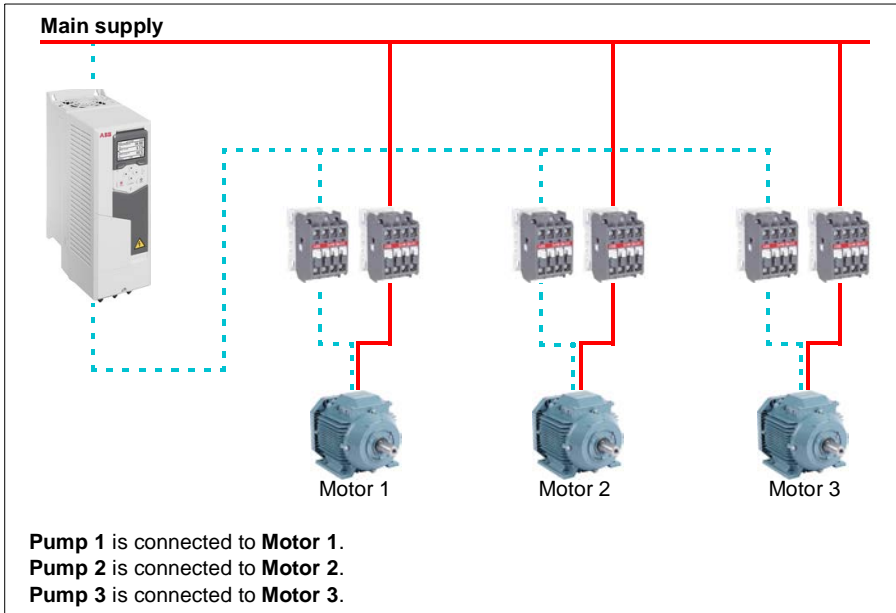 Main supply
ABB
Motor 1
Motor 2
Motor 3
Pump 1 is connected to Motor 1.
Pump 2 is connected to Motor 2.
Pump 3 is connected to Motor 3.